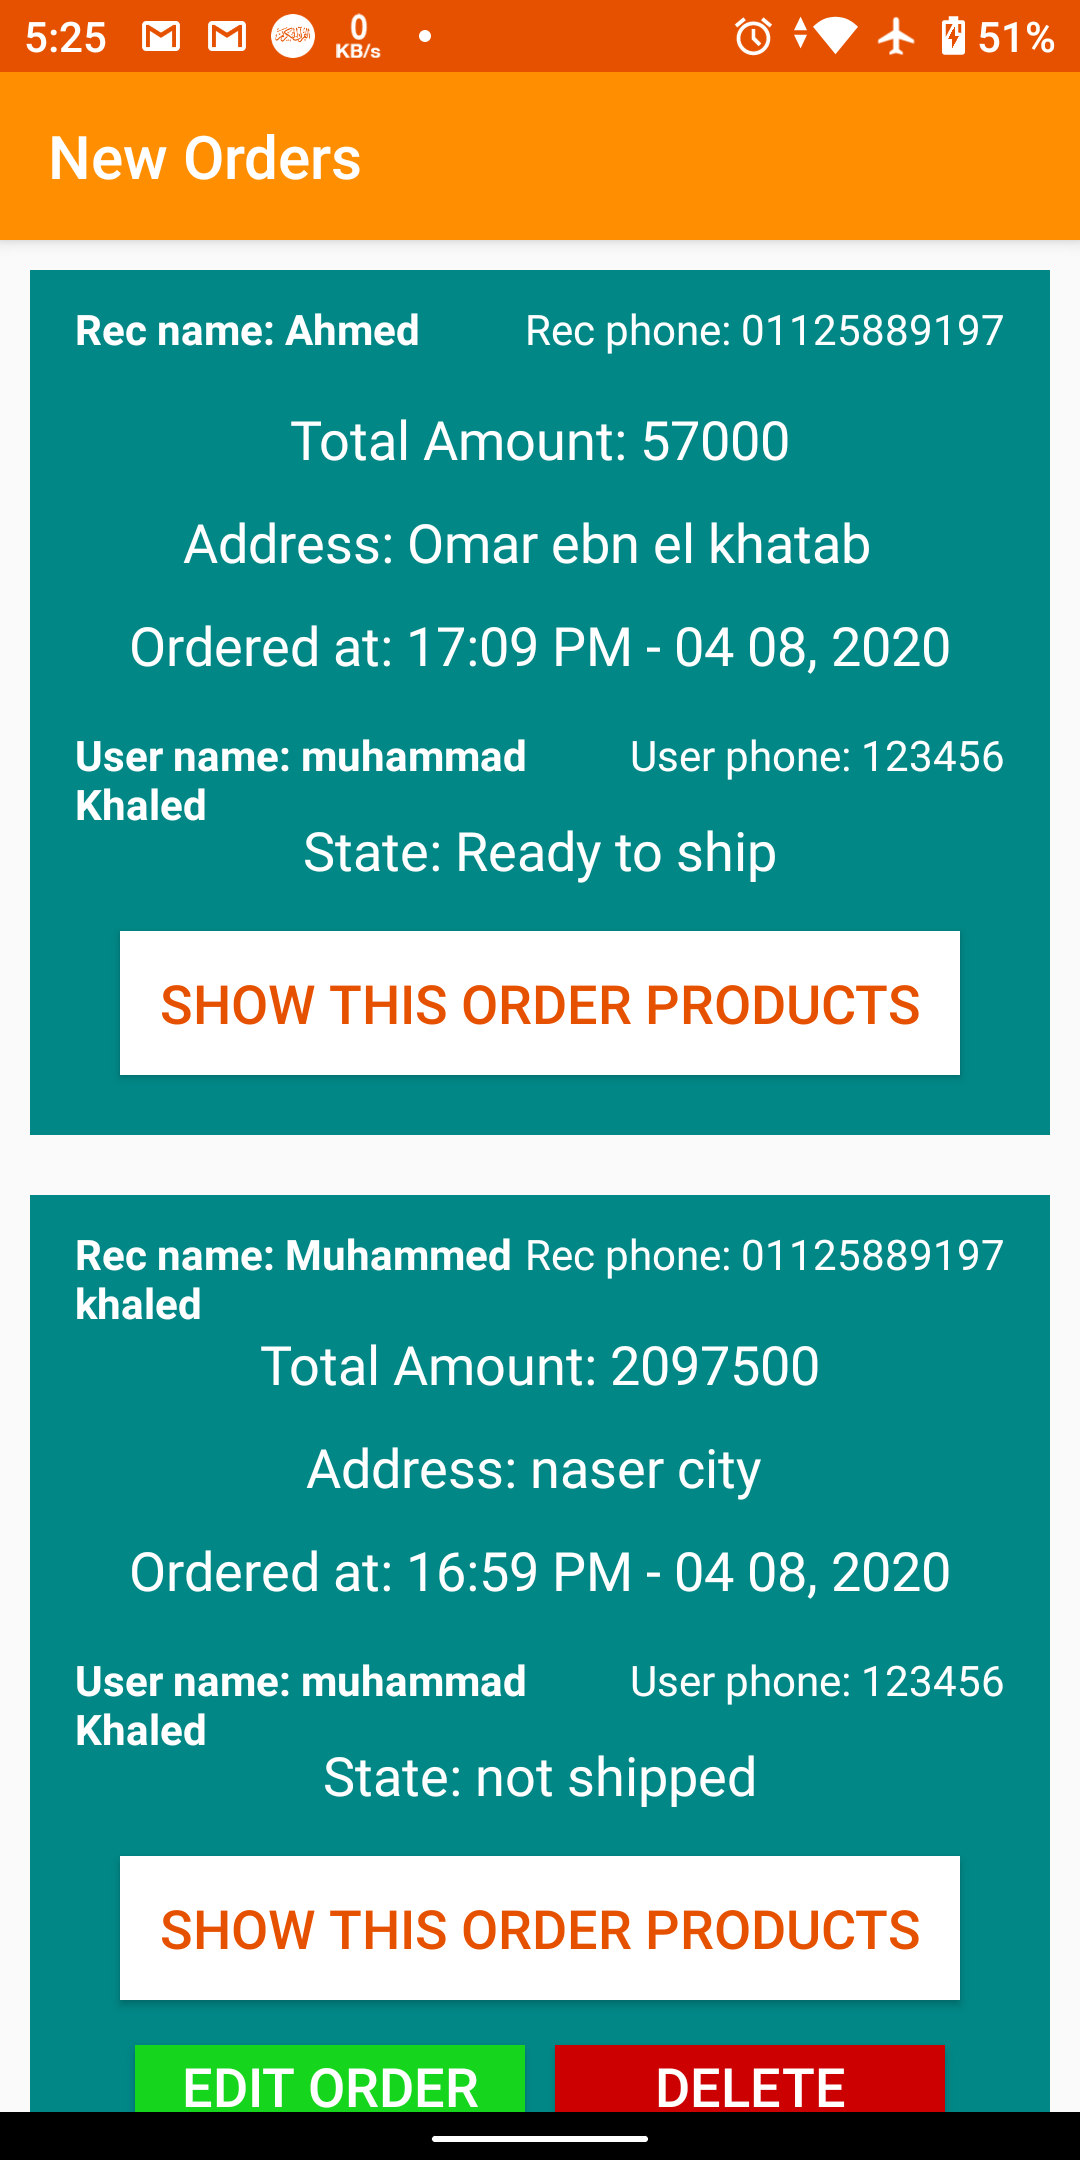 5:25 0 KB/s 51%
New Orders
Rec name: Ahmed Rec phone: 01125889197
Total Amount: 57000
Address: Omar ebn el khatab
Ordered at: 17:09 PM - 04 08, 2020
User name: muhammad User phone: 123456
Khaled
State: Ready to ship
SHOW THIS ORDER PRODUCTS
Rec name: Muhammed Rec phone: 01125889197
khaled
Total Amount: 2097500
Address: naser city
Ordered at: 16:59 PM - 04 08, 2020
User name: muhammad User phone: 123456
Khaled
State: not shipped
SHOW THIS ORDER PRODUCTS
EDIT ORDER DELETE